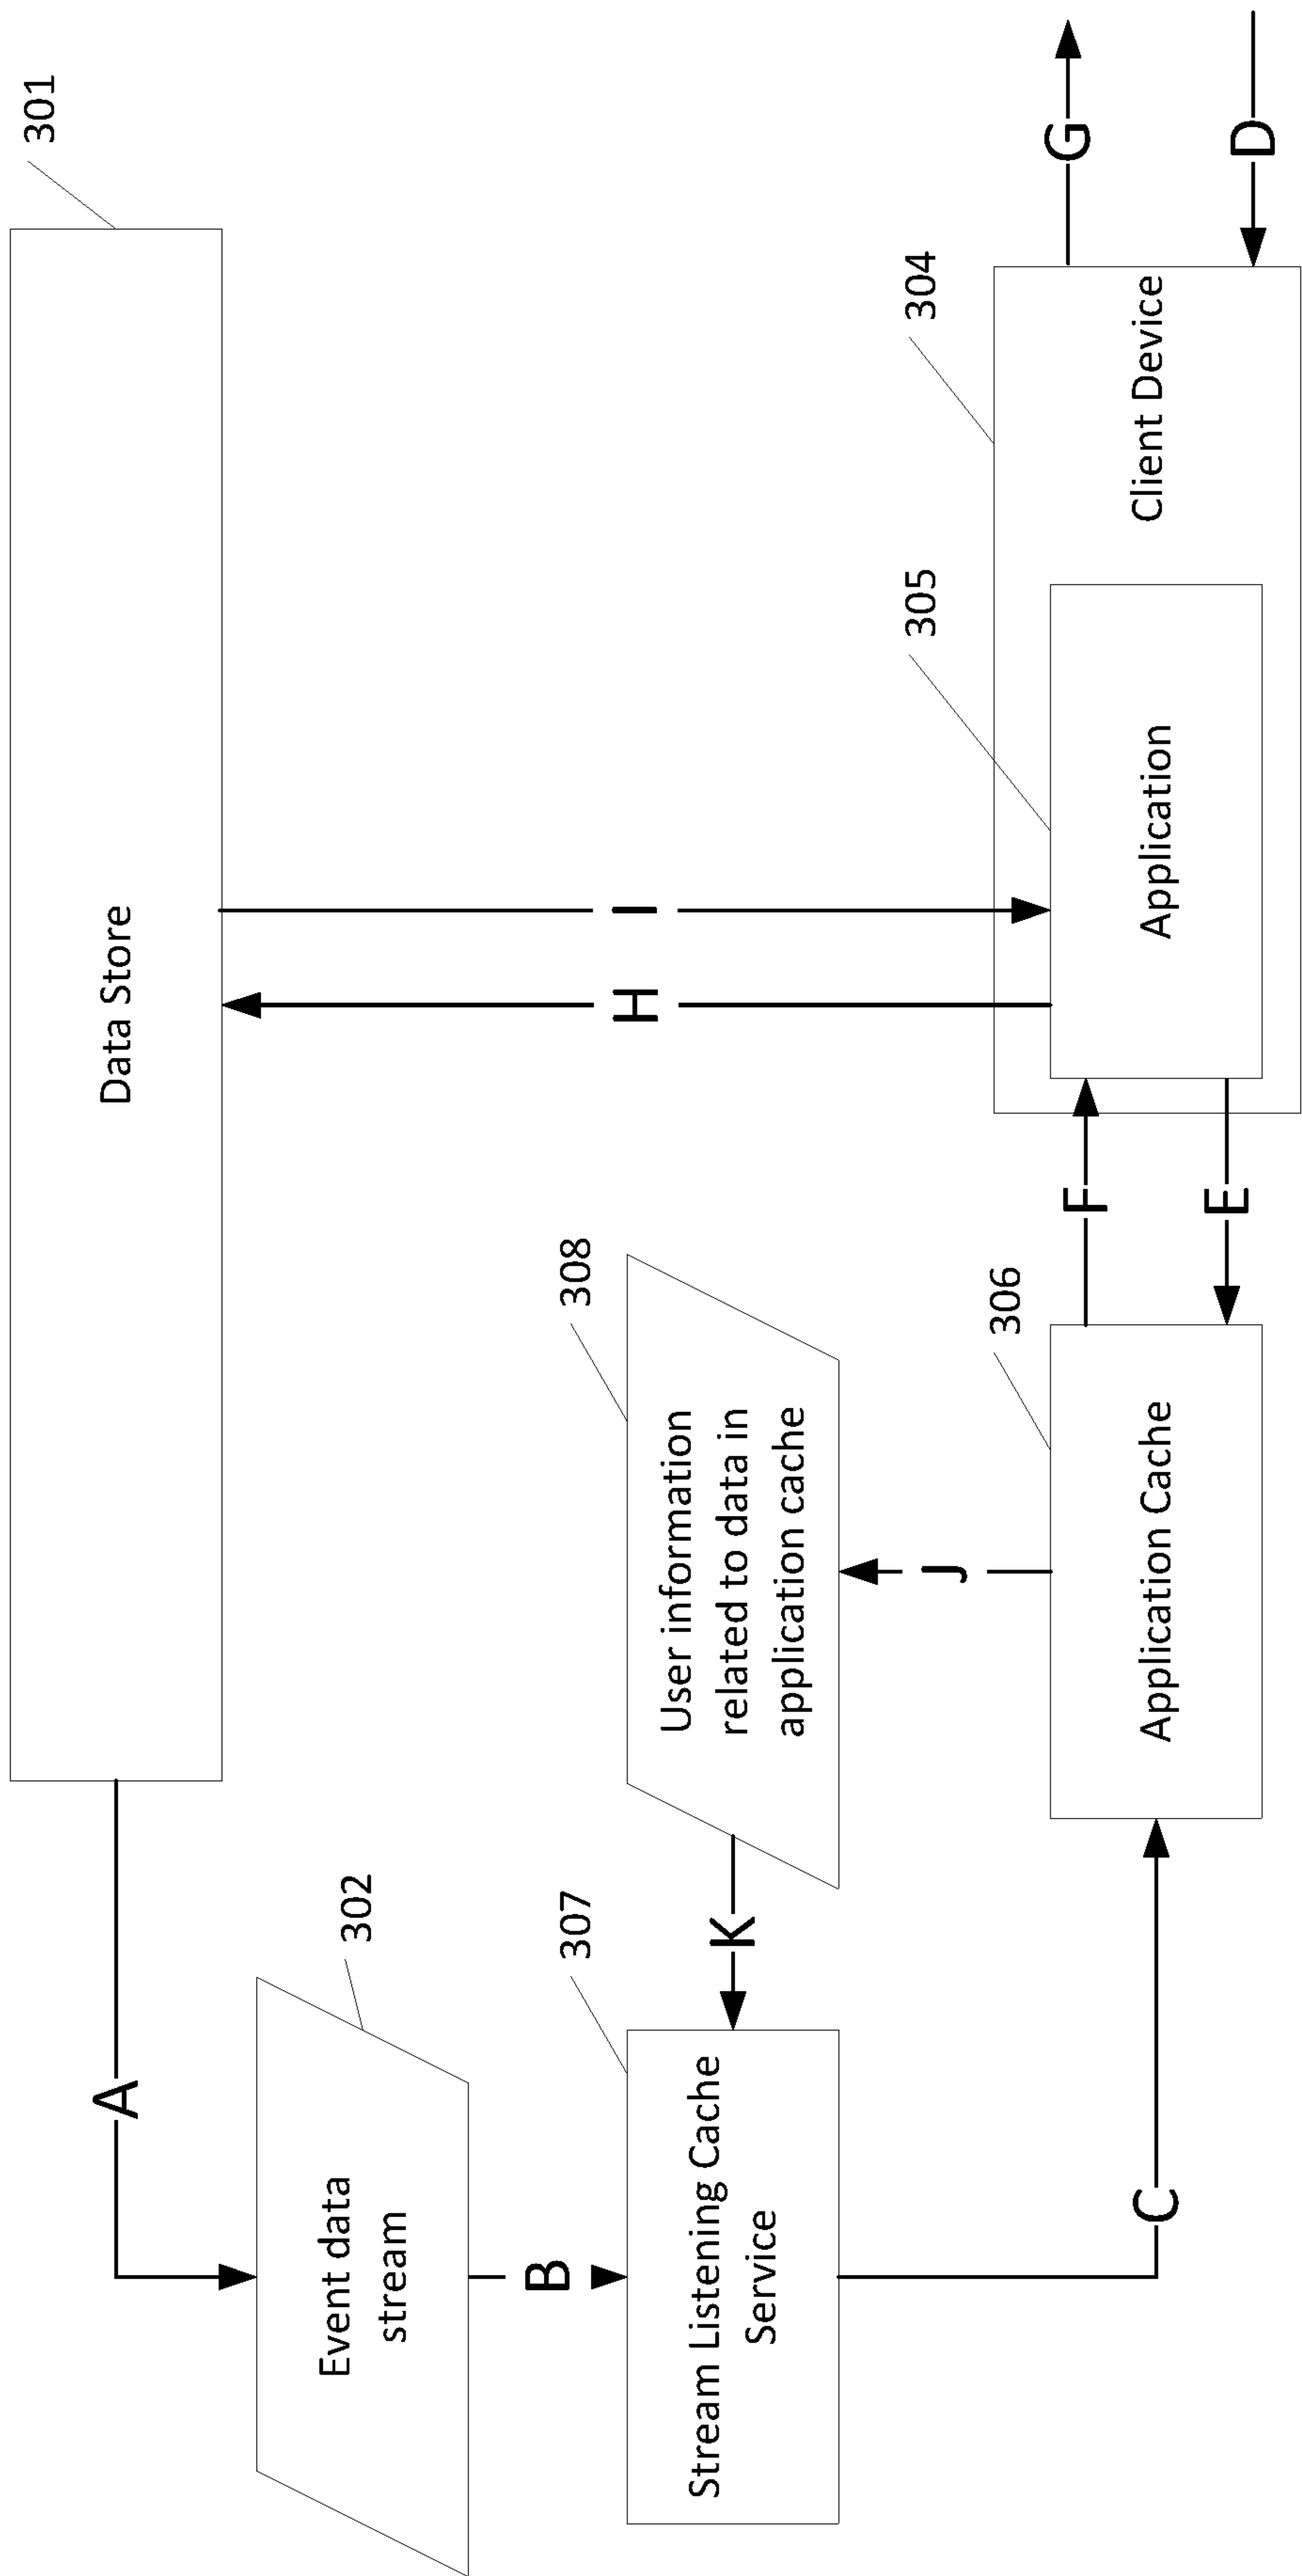 301
Data Store
A
302
Event data
stream
B
307
Stream Listening Cache
Service
K
308
User information
related to data in
application cache
J
H
I
C
306
Application Cache
F
E
305
Application
304
Client Device
G
D